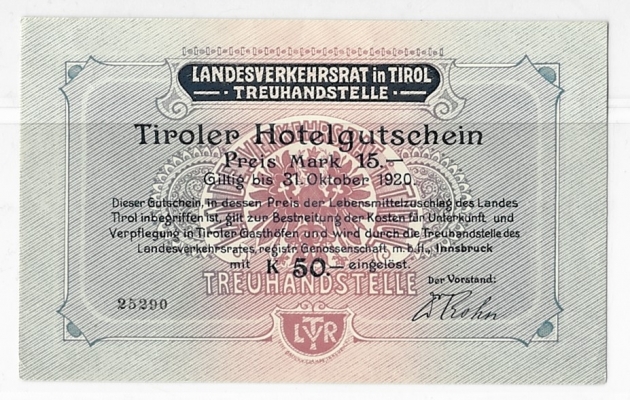 LANDESVERKEHRSRAT in TIROL
· TREUHANDSTELLE ·
Tiroler Hotelgutschein
Preis Mark 15.—
Giltig bis 31. Oktober 1920.
Dieser Gutschein, in dessen Preis der Lebensmittelzuschlag des Landes
Tirol inbegriffen ist, gilt zur Bestreitung der Kosten für Unterkunft und
Verpflegung in Tiroler Gasthöfen und wird durch die Treuhandstelle des
Landesverkehrsrates, registr. Genossenschaft m. b. h., Innsbruck
mit K 50.— eingelöst.
TREUHANDSTELLE
Der Vorstand:
25290
LTVR